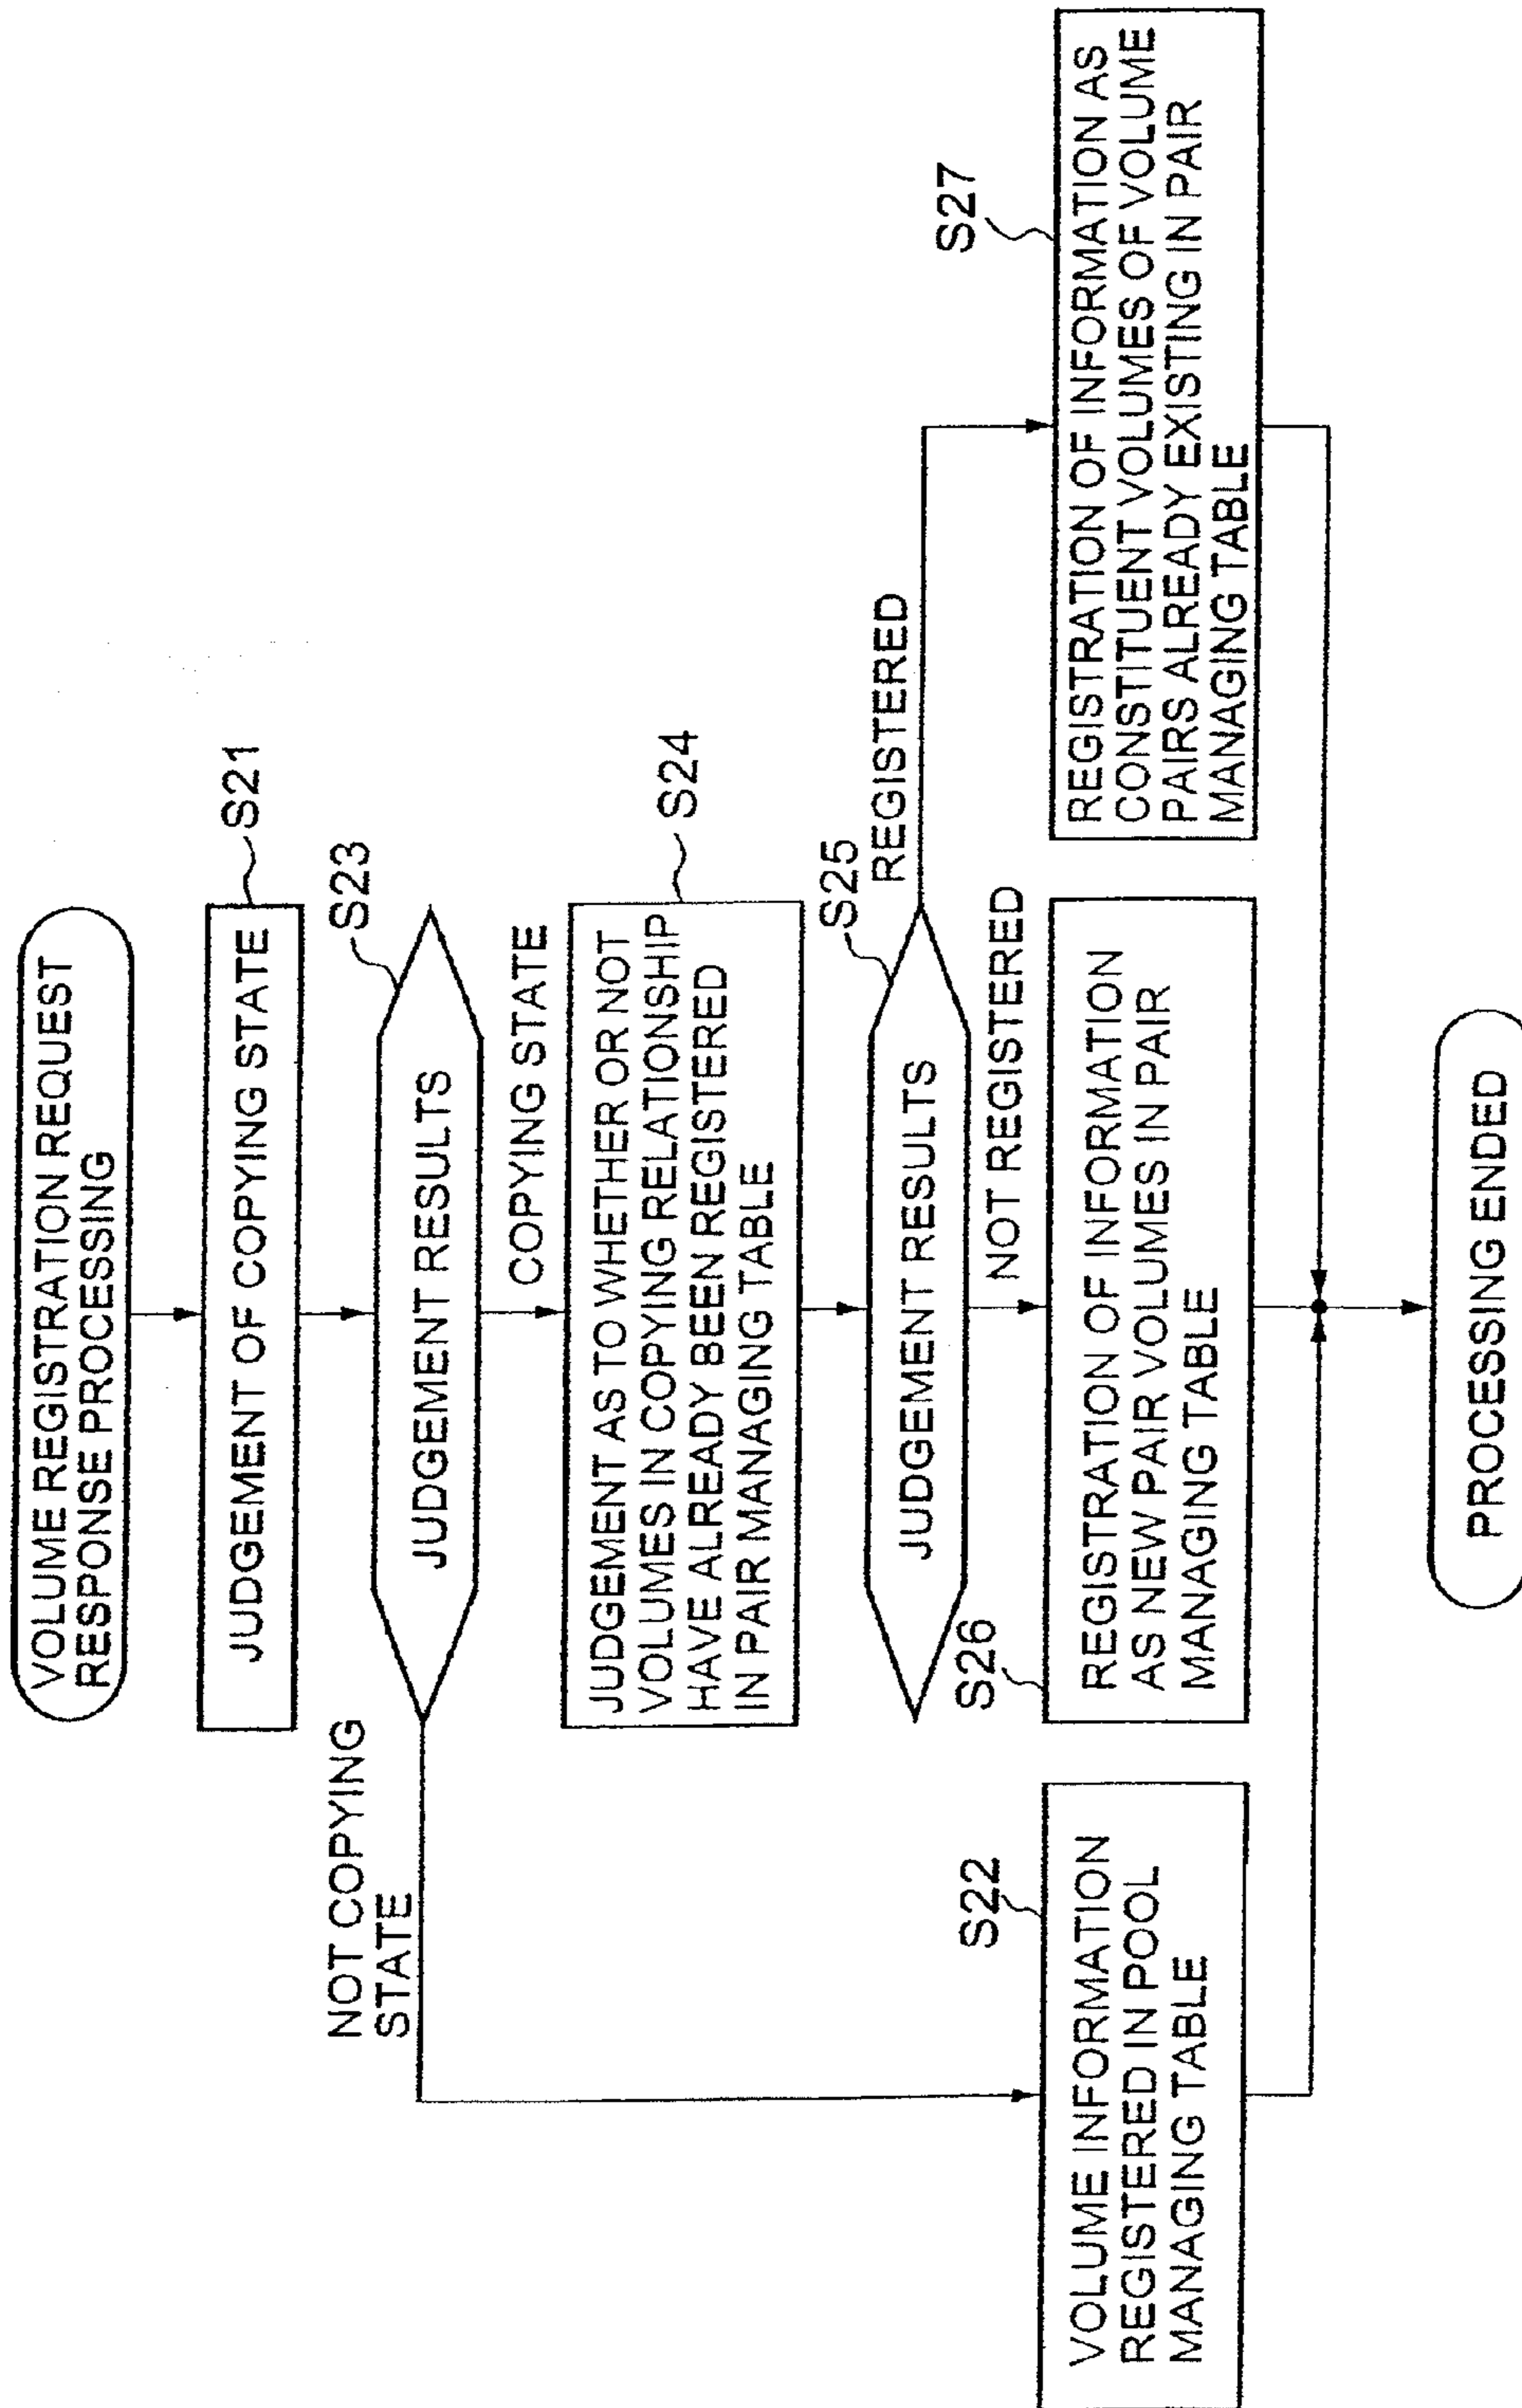 VOLUME REGISTRATION REQUEST
RESPONSE PROCESSING
JUDGEMENT OF COPYING STATE
S21
S23
JUDGEMENT RESULTS
NOT COPYING
STATE
COPYING STATE
JUDGEMENT AS TO WHETHER OR NOT
VOLUMES IN COPYING RELATIONSHIP
HAVE ALREADY BEEN REGISTERED
IN PAIR MANAGING TABLE
S24
S25
JUDGEMENT RESULTS
REGISTERED
NOT REGISTERED
S22
VOLUME INFORMATION
REGISTERED IN POOL
MANAGING TABLE
S26
REGISTRATION OF INFORMATION
AS NEW PAIR VOLUMES IN PAIR
MANAGING TABLE
S27
REGISTRATION OF INFORMATION AS
CONSTITUENT VOLUMES OF VOLUME
PAIRS ALREADY EXISTING IN PAIR
MANAGING TABLE
PROCESSING ENDED